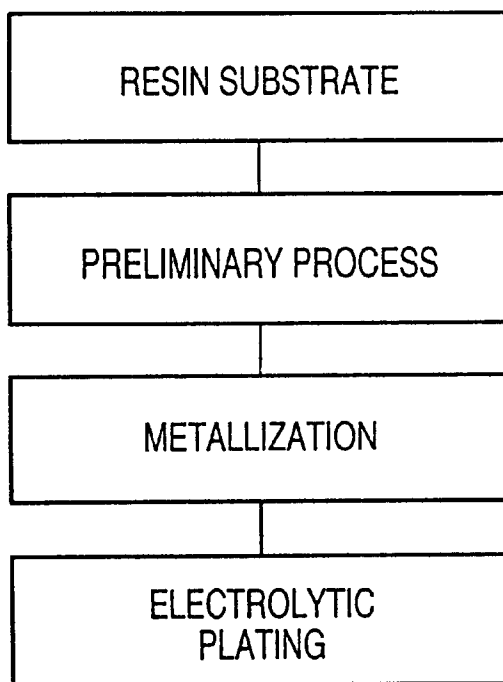 RESIN SUBSTRATE
PRELIMINARY PROCESS
METALLIZATION
ELECTROLYTIC
PLATING